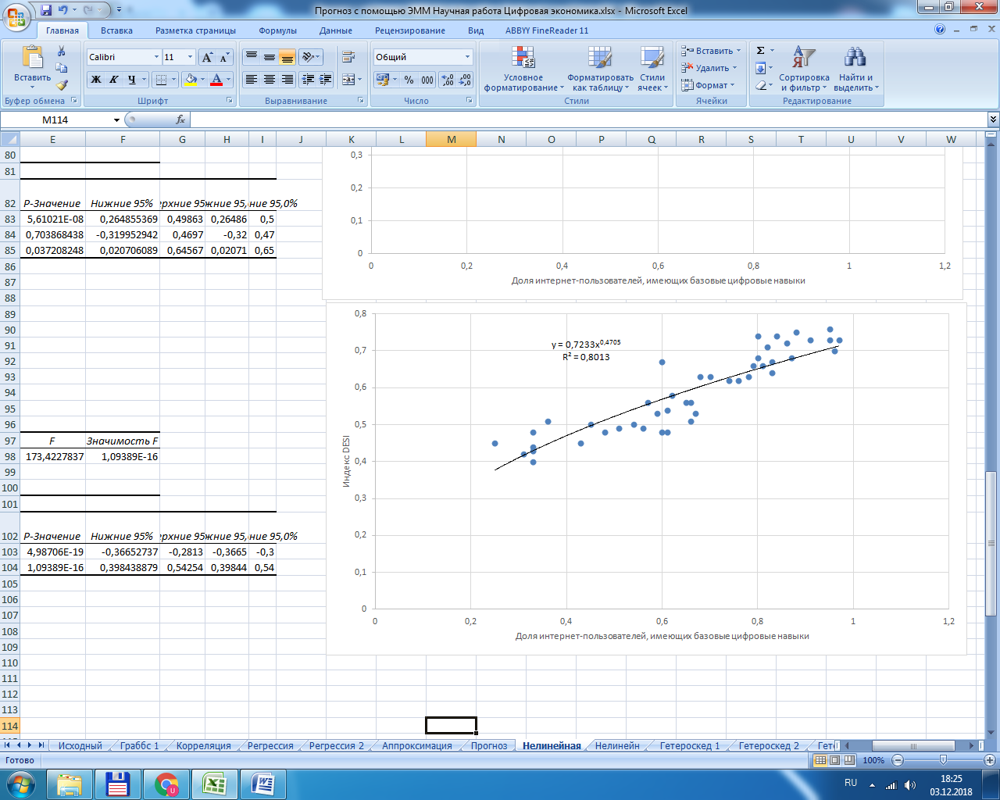 Прогноз с помощью ЭММ Научная работа Цифровая экономика.xlsx - Microsoft Excel
Главная Вставка Разметка страницы Формулы Данные Рецензирование Вид ABBYY FineReader 11
Вставить
Буфер обмена
Calibri 11
Ж К Ч
Шрифт
Выравнивание
Общий
% 000
Число
Условное форматирование
Форматировать как таблицу
Стили ячеек
Стили
Вставить
Удалить
Формат
Ячейки
Σ
Сортировка и фильтр
Найти и выделить
Редактирование
M114 fx
E F G H I J K L M N O P Q R S T U V W
80
81
82 P-Значение Нижние 95% ерхние 95 жние 95, ние 95,0%
83 5,61021E-08 0,264855369 0,49863 0,26486 0,5
84 0,703868438 -0,319952942 0,4697 -0,32 0,47
85 0,037208248 0,020706089 0,64567 0,02071 0,65
86
87
88
89
90
91
92
93
94
95
96
97 F Значимость F
98 173,4227837 1,09389E-16
99
100
101
102 P-Значение Нижние 95% ерхние 95 жние 95, ние 95,0%
103 4,98706E-19 -0,36652737 -0,2813 -0,3665 -0,3
104 1,09389E-16 0,398438879 0,54254 0,39844 0,54
105
106
107
108
109
110
111
112
113
114
0,3
0,2
0,1
0
0 0,2 0,4 0,6 0,8 1 1,2
Доля интернет-пользователей, имеющих базовые цифровые навыки
0,8
0,7
0,6
0,5
0,4
0,3
0,2
0,1
0
Индекс DESI
y = 0,7233x^0,4705
R² = 0,8013
0 0,2 0,4 0,6 0,8 1 1,2
Доля интернет-пользователей, имеющих базовые цифровые навыки
Исходный Граббс 1 Корреляция Регрессия Регрессия 2 Аппроксимация Прогноз Нелинейная Нелинейн Гетероскед 1 Гетероскед 2 Гете
Готово 100%
RU 18:25
03.12.2018